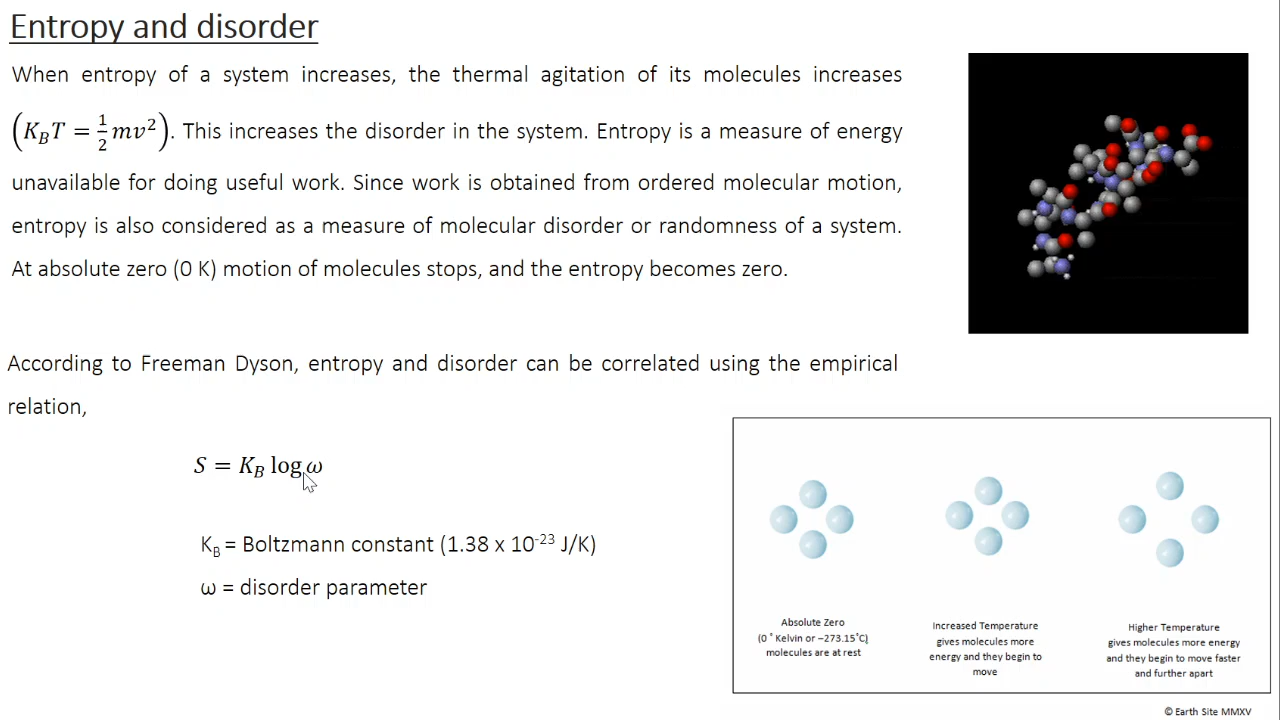 Entropy and disorder
When entropy of a system increases, the thermal agitation of its molecules increases
(K_B T = 1/2 mv²). This increases the disorder in the system. Entropy is a measure of energy
unavailable for doing useful work. Since work is obtained from ordered molecular motion,
entropy is also considered as a measure of molecular disorder or randomness of a system.
At absolute zero (0 K) motion of molecules stops, and the entropy becomes zero.
According to Freeman Dyson, entropy and disorder can be correlated using the empirical
relation,
S = K_B log ω
K_B = Boltzmann constant (1.38 x 10⁻²³ J/K)
ω = disorder parameter
Absolute Zero
(0 ˚ Kelvin or −273.15˚C)
molecules are at rest
Increased Temperature
gives molecules more
energy and they begin to
move
Higher Temperature
gives molecules more energy
and they begin to move faster
and further apart
© Earth Site MMXV